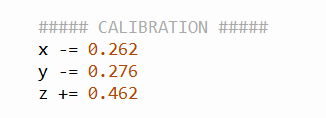 ##### CALIBRATION #####
x -= 0.262
y -= 0.276
z += 0.462